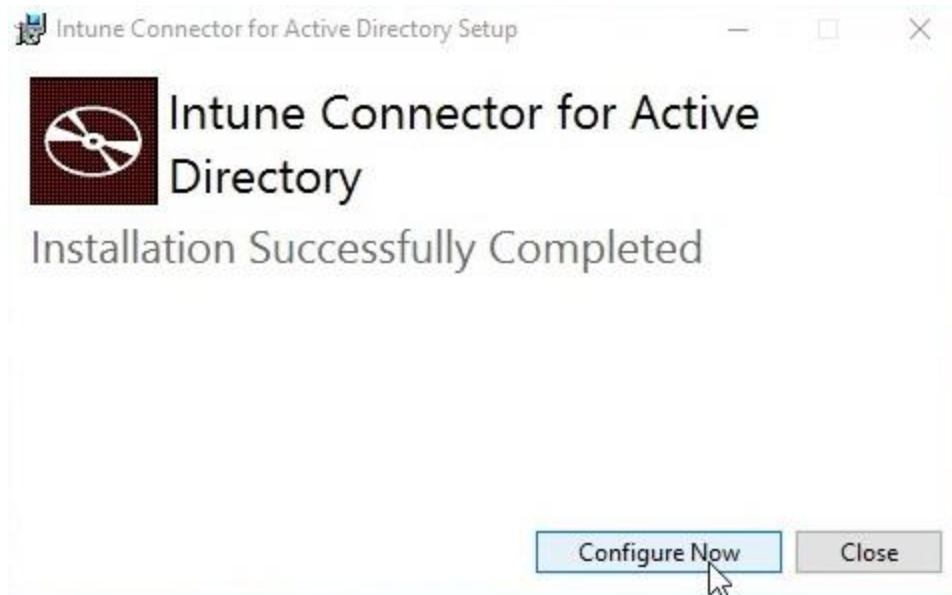 Intune Connector for Active Directory Setup
Intune Connector for Active
Directory
Installation Successfully Completed
Configure Now
Close